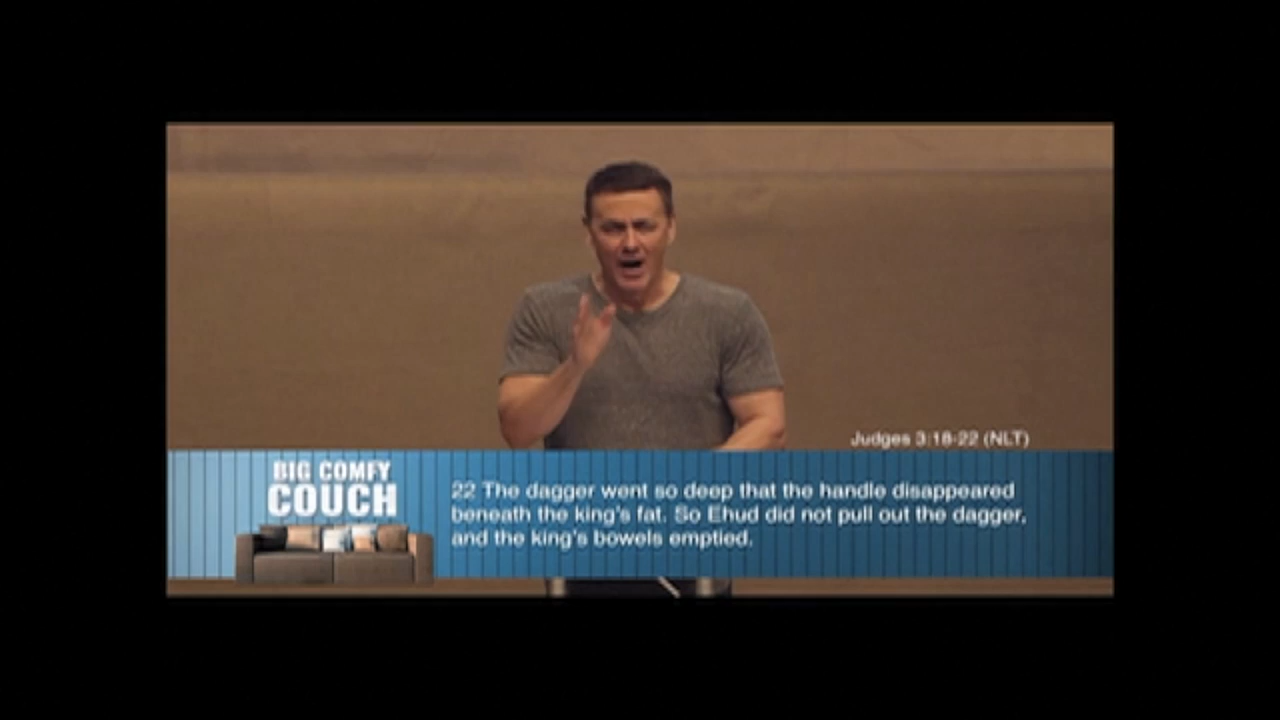 Judges 3:18-22 (NLT)
BIG COMFY
COUCH
22 The dagger went so deep that the handle disappeared
beneath the king's fat. So Ehud did not pull out the dagger,
and the king's bowels emptied.